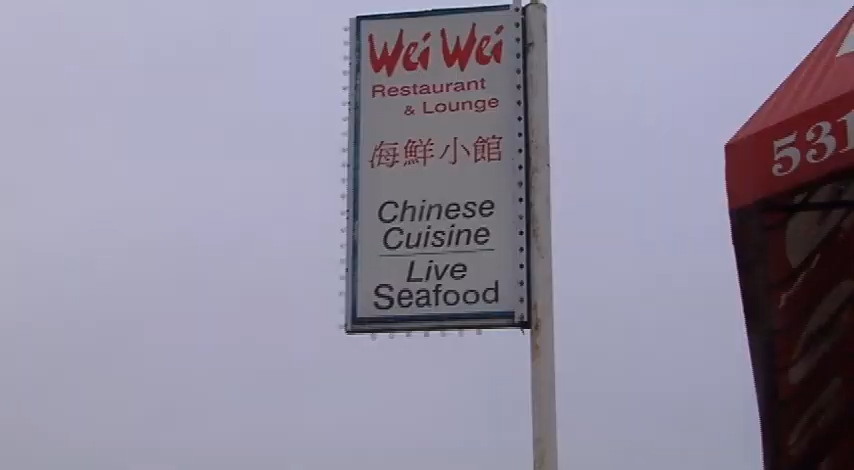 Wei Wei
Restaurant
& Lounge
海鮮小館
Chinese
Cuisine
Live
Seafood
531